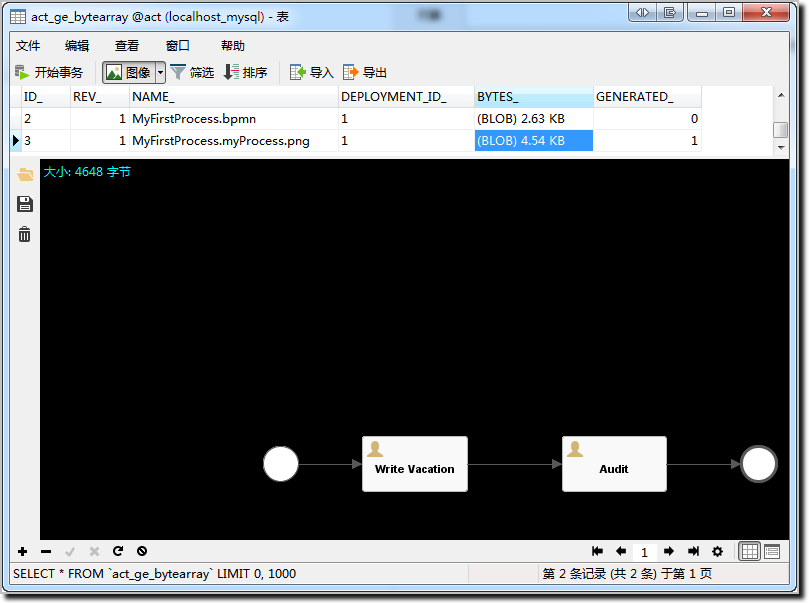 act_ge_bytearray @act (localhost_mysql) - 表
文件 编辑 查看 窗口 帮助
开始事务 图像 筛选 排序 导入 导出
ID_ REV_ NAME_ DEPLOYMENT_ID_ BYTES_ GENERATED_
2 1 MyFirstProcess.bpmn 1 (BLOB) 2.63 KB 0
3 1 MyFirstProcess.myProcess.png 1 (BLOB) 4.54 KB 1
大小: 4648 字节
Write Vacation Audit
1
SELECT * FROM `act_ge_bytearray` LIMIT 0, 1000 第 2 条记录 (共 2 条) 于第 1 页